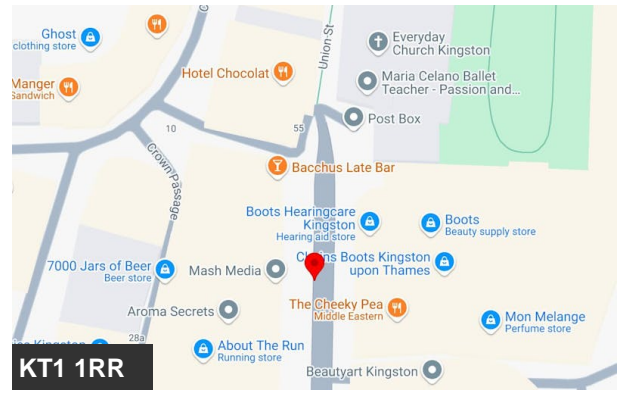 Ghost
clothing store
Manger
Sandwich
Hotel Chocolat
Union St
Everyday
Church Kingston
Maria Celano Ballet
Teacher - Passion and...
Post Box
10
55
Crown Passage
Bacchus Late Bar
Boots Hearingcare
Kingston
Hearing aid store
Boots
Beauty supply store
Boots Kingston
upon Thames
7000 Jars of Beer
Beer store
Mash Media
Aroma Secrets
The Cheeky Pea
Middle Eastern
Mon Melange
Perfume store
28a
About The Run
Running store
Beautyart Kingston
KT1 1RR